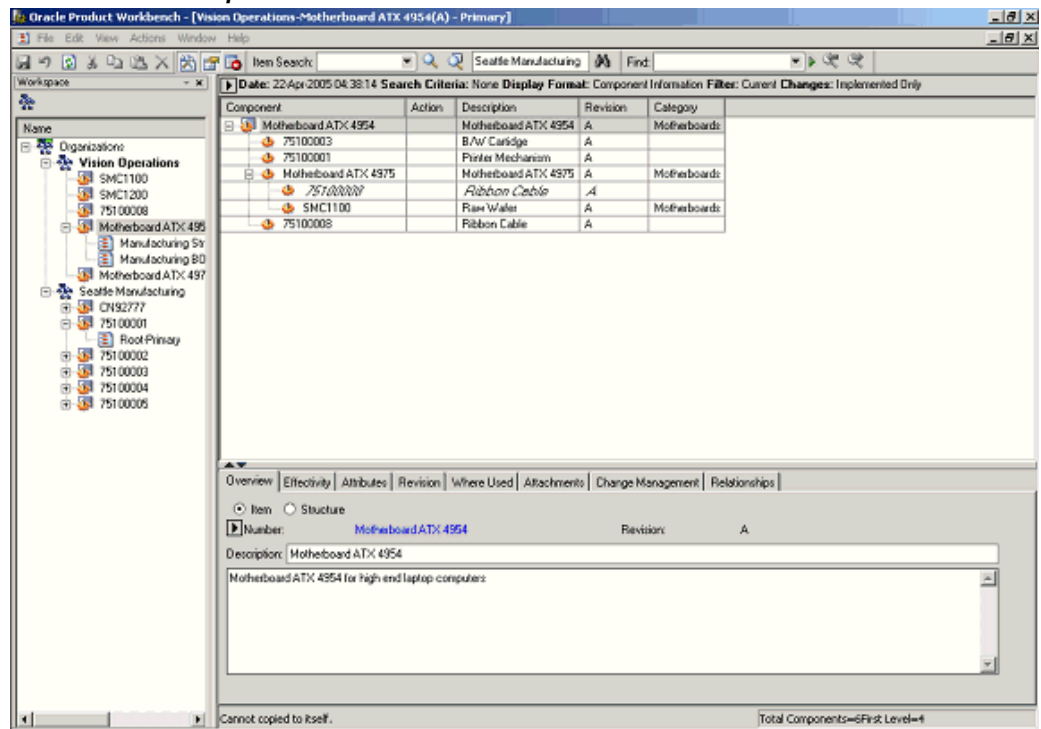 Oracle Product Workbench - [Vision Operations-Motherboard ATX 4954(A) - Primary]
File Edit View Actions Window Help
Item Search: Seattle Manufacturing Find:
Workspace
Date: 22-Apr-2005 04:38:14 Search Criteria: None Display Format: Component Information Filter: Current Changes: Implemented Only
Name
Organizations
Vision Operations
SMC1100
SMC1200
75100008
Motherboard ATX 495
Manufacturing Str
Manufacturing BO
Motherboard ATX 497
Seattle Manufacturing
CN92777
75100001
Root-Primary
75100002
75100003
75100004
75100005
Component Action Description Revision Category
Motherboard ATX 4954 Motherboard ATX 4954 A Motherboards
75100003 B/W Cartidge A
75100001 Printer Mechanism A
Motherboard ATX 4975 Motherboard ATX 4975 A Motherboards
75100008 Ribbon Cable A
SMC1100 Raw Wafer A Motherboards
75100008 Ribbon Cable A
Overview Effectivity Attributes Revision Where Used Attachments Change Management Relationships
Item Structure
Number: Motherboard ATX 4954 Revision: A
Description: Motherboard ATX 4954
Motherboard ATX 4954 for high end laptop computers
Cannot copied to itself. Total Components=6First Level=4